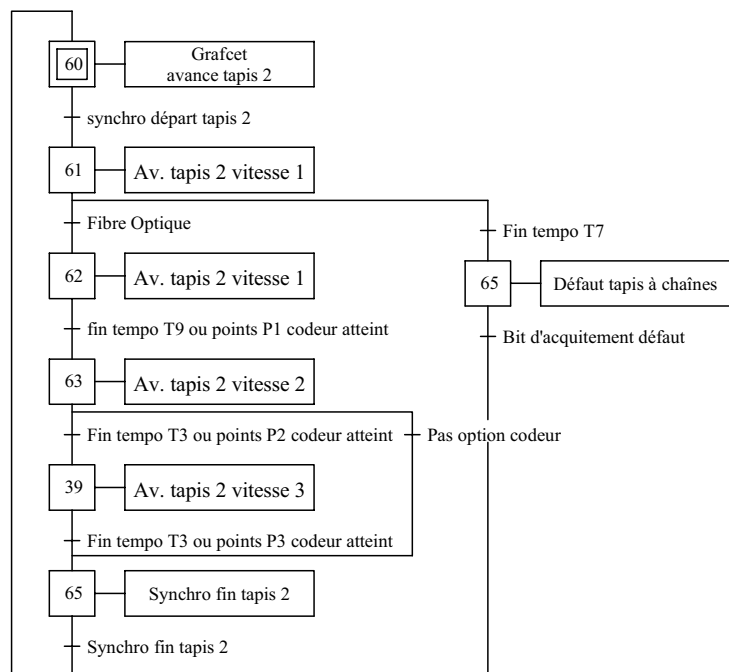 60
Grafcet
avance tapis 2
synchro départ tapis 2
61
Av. tapis 2 vitesse 1
Fibre Optique
Fin tempo T7
62
Av. tapis 2 vitesse 1
65
Défaut tapis à chaînes
fin tempo T9 ou points P1 codeur atteint
Bit d'acquitement défaut
63
Av. tapis 2 vitesse 2
Fin tempo T3 ou points P2 codeur atteint
Pas option codeur
39
Av. tapis 2 vitesse 3
Fin tempo T3 ou points P3 codeur atteint
65
Synchro fin tapis 2
Synchro fin tapis 2